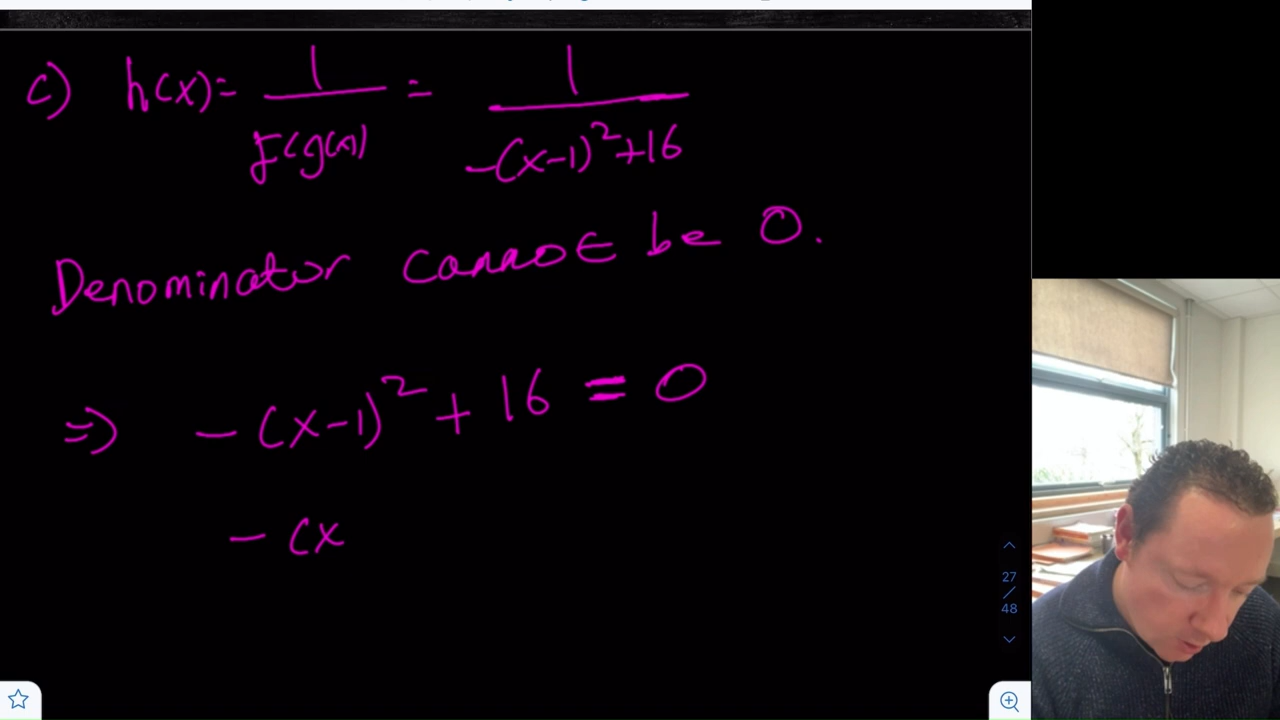 c) h(x) = 1/f(g(x)) = 1/-(x-1)²+16
Denominator cannot be 0.
⇒ -(x-1)² + 16 = 0
- (x
27
/
48